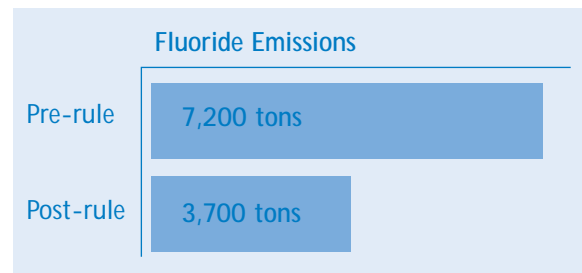 Fluoride Emissions
Pre-rule 7,200 tons
Post-rule 3,700 tons